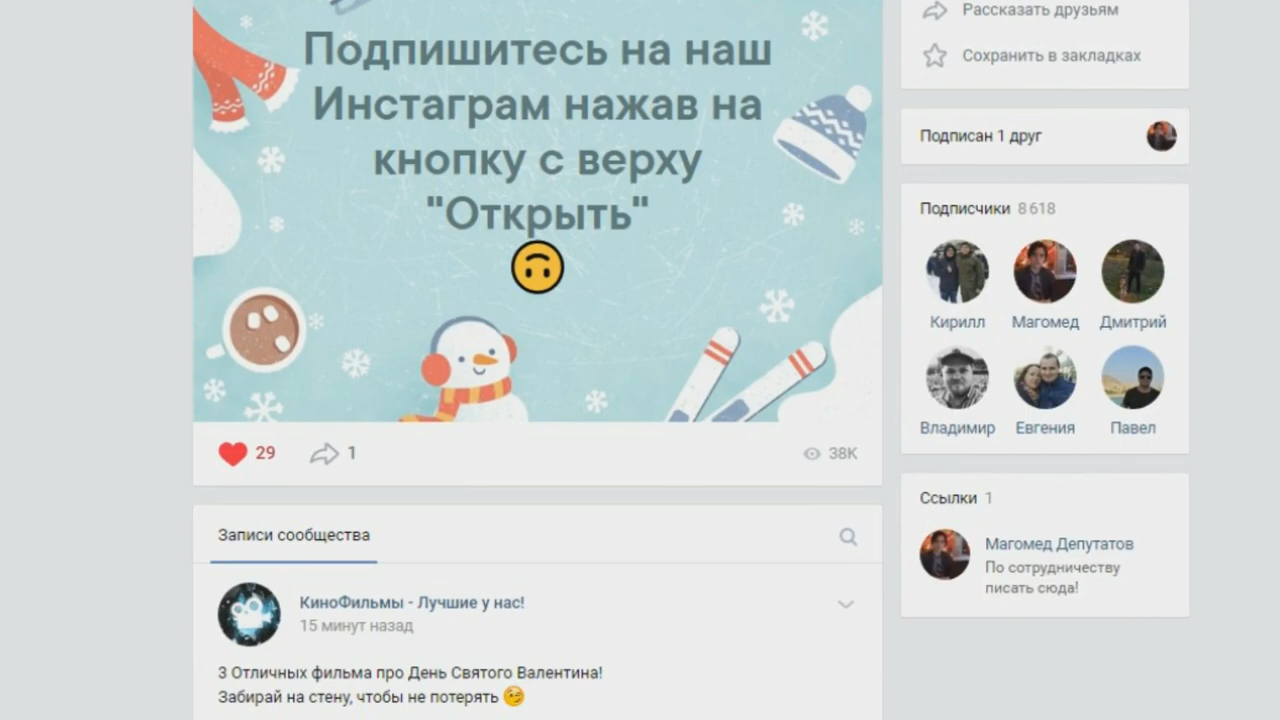 Подпишитесь на наш
Инстаграм нажав на
кнопку с верху
"Открыть"
29
1
38K
Записи сообщества
КиноФильмы - Лучшие у нас!
15 минут назад
3 Отличных фильма про День Святого Валентина!
Забирай на стену, чтобы не потерять
Рассказать друзьям
Сохранить в закладках
Подписан 1 друг
Подписчики 8 618
Кирилл Магомед Дмитрий
Владимир Евгения Павел
Ссылки 1
Магомед Депутатов
По сотрудничеству
писать сюда!